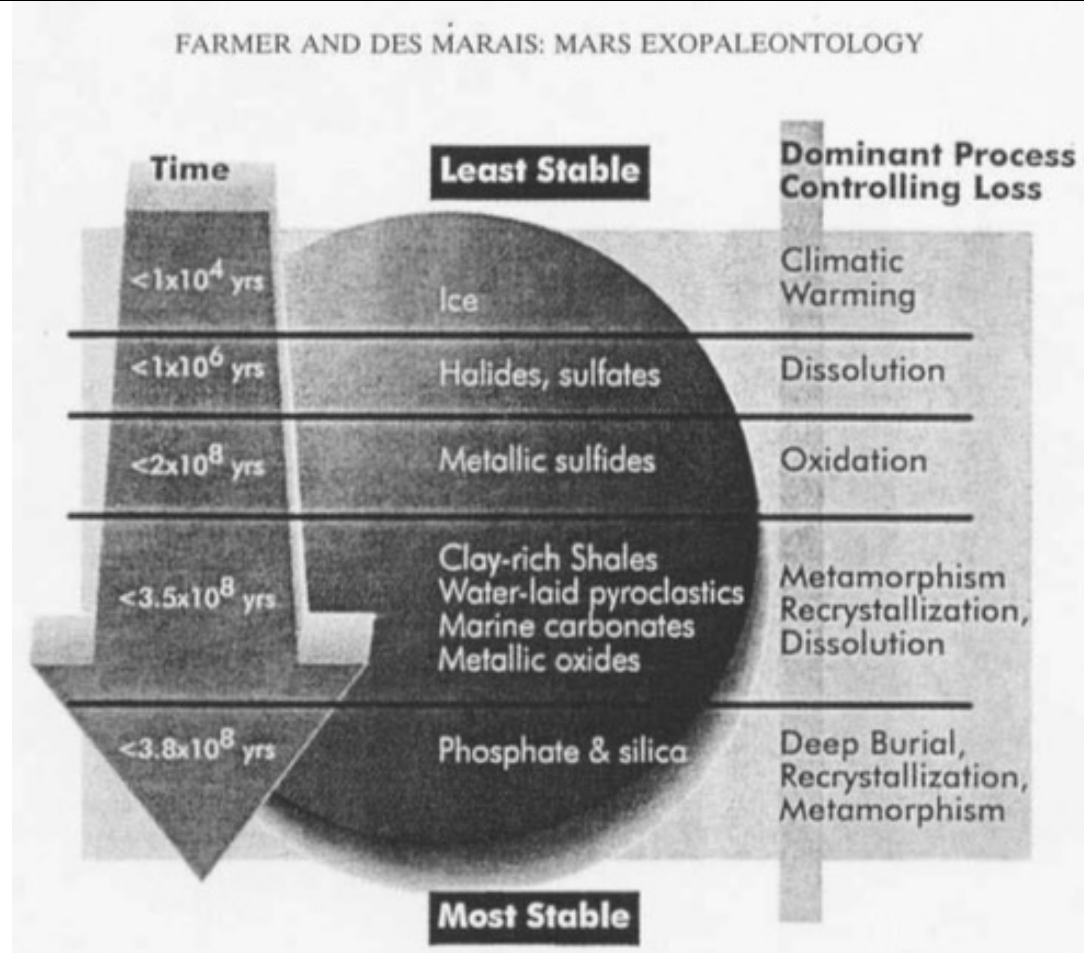 FARMER AND DES MARAIS: MARS EXOPALEONTOLOGY
Time
Least Stable
Dominant Process
Controlling Loss
<1x10⁴ yrs
Ice
Climatic
Warming
<1x10⁶ yrs
Halides, sulfates
Dissolution
<2x10⁸ yrs
Metallic sulfides
Oxidation
<3.5x10⁸ yrs
Clay-rich Shales
Water-laid pyroclastics
Marine carbonates
Metallic oxides
Metamorphism
Recrystallization,
Dissolution
<3.8x10⁸ yrs
Phosphate & silica
Deep Burial,
Recrystallization,
Metamorphism
Most Stable